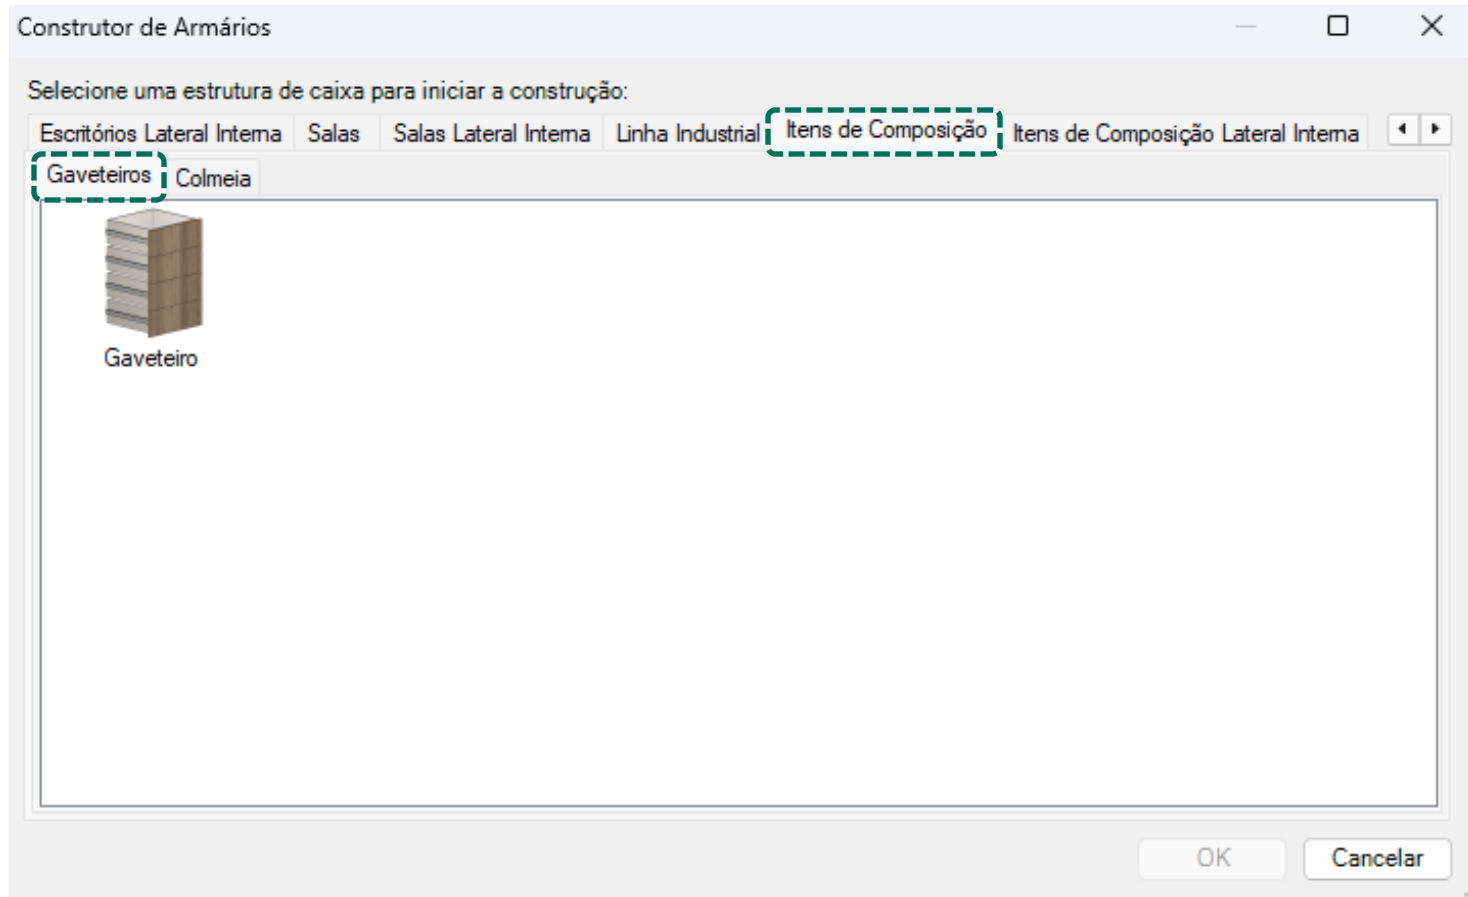 Construtor de Armários
Selecione uma estrutura de caixa para iniciar a construção:
Escritórios Lateral Interna Salas Salas Lateral Interna Linha Industrial Itens de Composição Itens de Composição Lateral Interna
Gaveteiros Colmeia
Gaveteiro
OK Cancelar